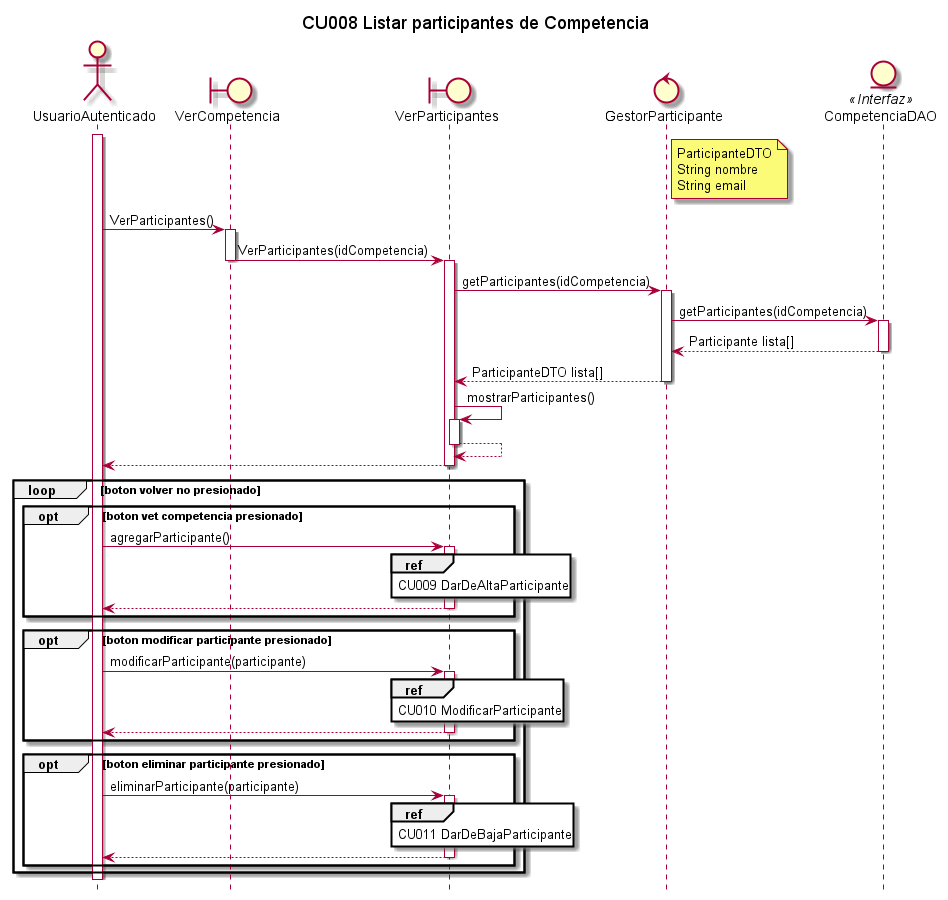 CU008 Listar participantes de Competencia
UsuarioAutenticado
VerCompetencia
VerParticipantes
GestorParticipante
«Interfaz»
CompetenciaDAO
ParticipanteDTO
String nombre
String email
VerParticipantes()
VerParticipantes(idCompetencia)
getParticipantes(idCompetencia)
getParticipantes(idCompetencia)
Participante lista[]
ParticipanteDTO lista[]
mostrarParticipantes()
loop [boton volver no presionado]
opt [boton vet competencia presionado]
agregarParticipante()
ref
CU009 DarDeAltaParticipante
opt [boton modificar participante presionado]
modificarParticipante(participante)
ref
CU010 ModificarParticipante
opt [boton eliminar participante presionado]
eliminarParticipante(participante)
ref
CU011 DarDeBajaParticipante